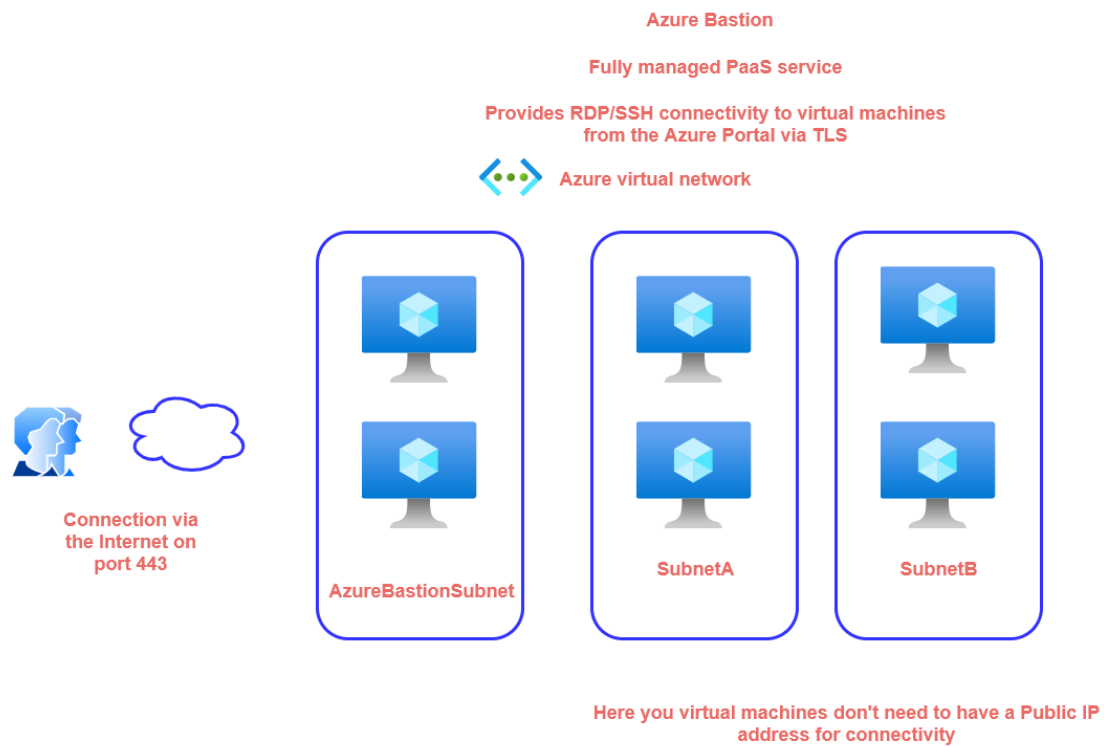 Azure Bastion
Fully managed PaaS service
Provides RDP/SSH connectivity to virtual machines
from the Azure Portal via TLS
Azure virtual network
Connection via
the Internet on
port 443
AzureBastionSubnet
SubnetA
SubnetB
Here you virtual machines don't need to have a Public IP
address for connectivity